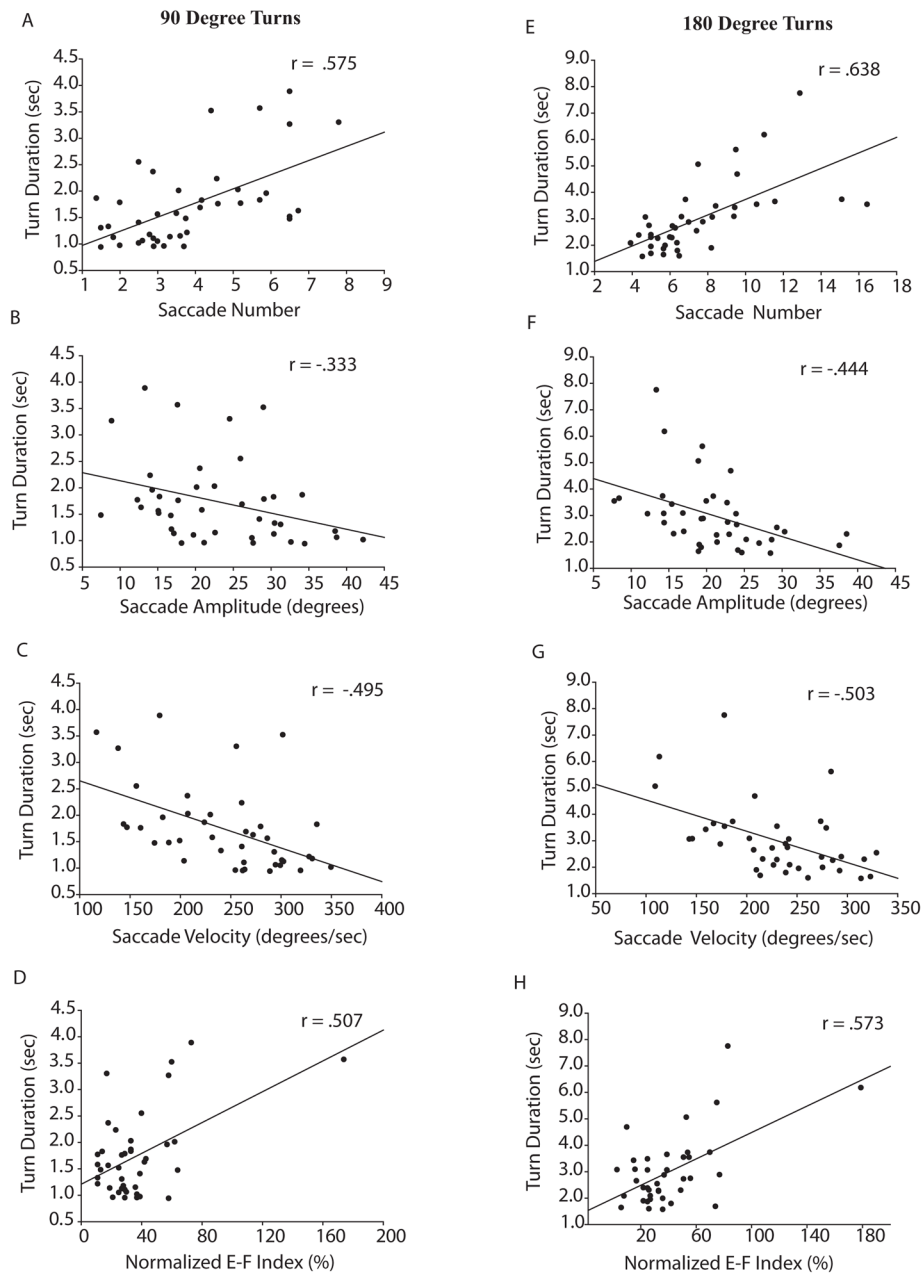 90 Degree Turns
180 Degree Turns
A
r = .575
Turn Duration (sec)
4.5
4.0
3.5
3.0
2.5
2.0
1.5
1.0
0.5
1 2 3 4 5 6 7 8 9
Saccade Number
E
r = .638
Turn Duration (sec)
9.0
8.0
7.0
6.0
5.0
4.0
3.0
2.0
1.0
2 4 6 8 10 12 14 16 18
Saccade Number
B
r = -.333
Turn Duration (sec)
4.5
4.0
3.5
3.0
2.5
2.0
1.5
1.0
0.5
5 10 15 20 25 30 35 40 45
Saccade Amplitude (degrees)
F
r = -.444
Turn Duration (sec)
9.0
8.0
7.0
6.0
5.0
4.0
3.0
2.0
1.0
5 10 15 20 25 30 35 40 45
Saccade Amplitude (degrees)
C
r = -.495
Turn Duration (sec)
4.5
4.0
3.5
3.0
2.5
2.0
1.5
1.0
0.5
100 200 300 400
Saccade Velocity (degrees/sec)
G
r = -.503
Turn Duration (sec)
9.0
8.0
7.0
6.0
5.0
4.0
3.0
2.0
1.0
50 100 150 200 250 300 350
Saccade Velocity (degrees/sec)
D
r = .507
Turn Duration (sec)
4.5
4.0
3.5
3.0
2.5
2.0
1.5
1.0
0.5
0 40 80 120 160 200
Normalized E-F Index (%)
H
r = .573
Turn Duration (sec)
9.0
8.0
7.0
6.0
5.0
4.0
3.0
2.0
1.0
20 60 100 140 180
Normalized E-F Index (%)